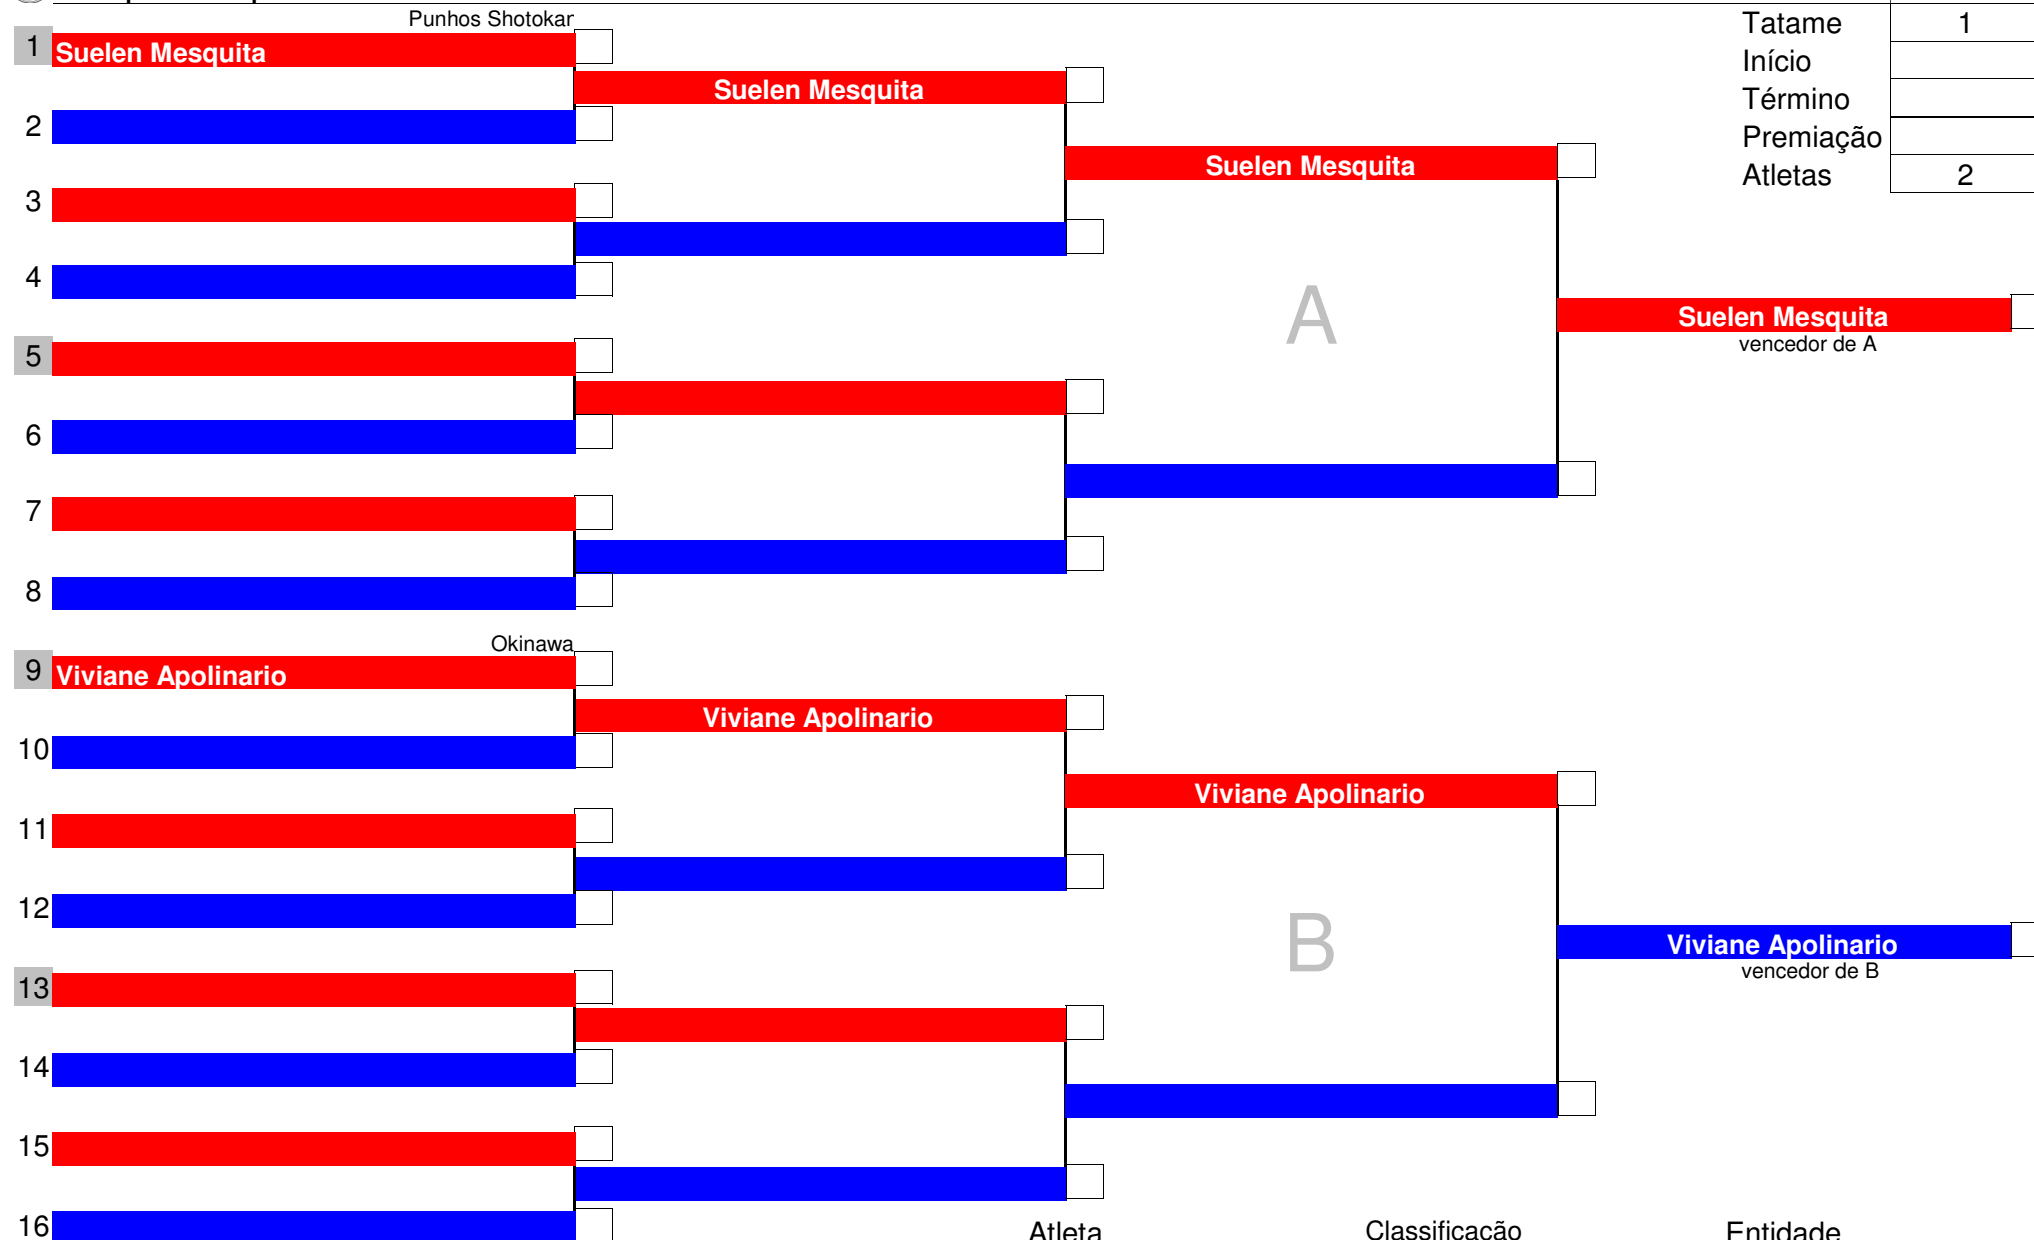 Punhos Shotokan
Tatame 1
1 Suelen Mesquita
Início
Suelen Mesquita
Término
2
Premiação
Suelen Mesquita
Atletas 2
3
4
A
Suelen Mesquita
vencedor de A
5
6
7
8
Okinawa
9 Viviane Apolinario
Viviane Apolinario
10
Viviane Apolinario
11
12
B
Viviane Apolinario
vencedor de B
13
14
15
16
Atleta Classificação Entidade